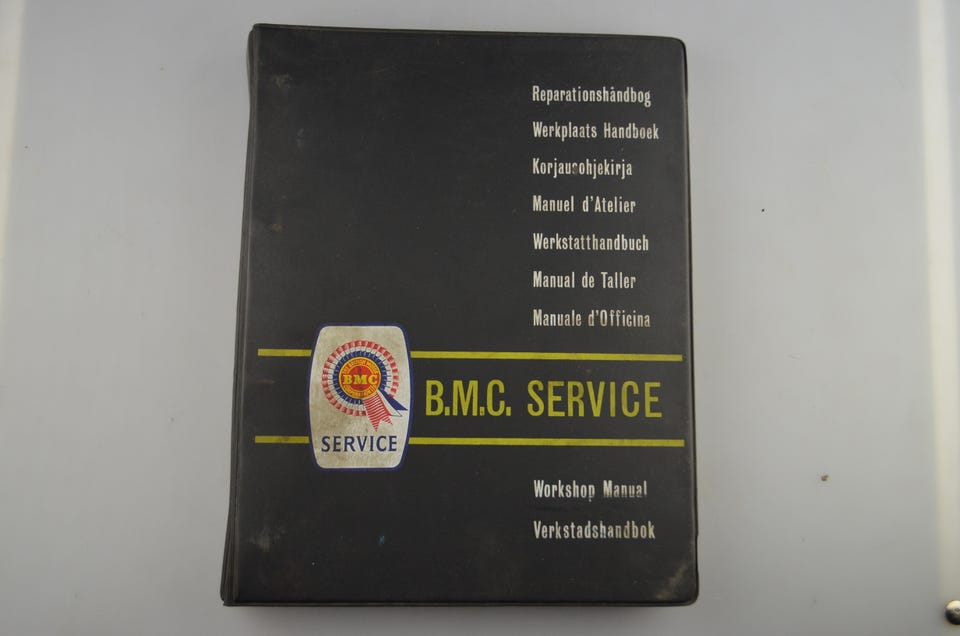 Reparationshåndbog
Werkplaats Handboek
Korjausohjekirja
Manuel d'Atelier
Werkstatthandbuch
Manual de Taller
Manuale d'Officina
BMC
SERVICE
B.M.C. SERVICE
Workshop Manual
Verkstadshandbok